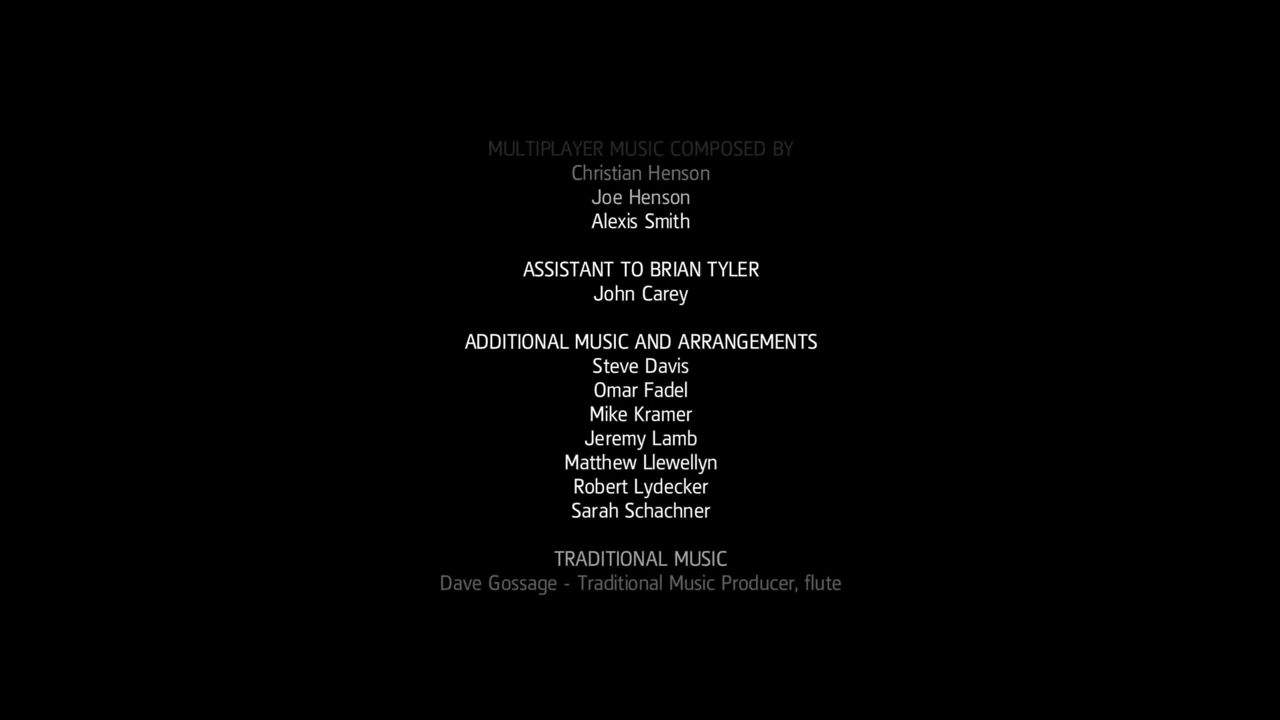 MULTIPLAYER MUSIC COMPOSED BY
Christian Henson
Joe Henson
Alexis Smith
ASSISTANT TO BRIAN TYLER
John Carey
ADDITIONAL MUSIC AND ARRANGEMENTS
Steve Davis
Omar Fadel
Mike Kramer
Jeremy Lamb
Matthew Llewellyn
Robert Lydecker
Sarah Schachner
TRADITIONAL MUSIC
Dave Gossage - Traditional Music Producer, flute